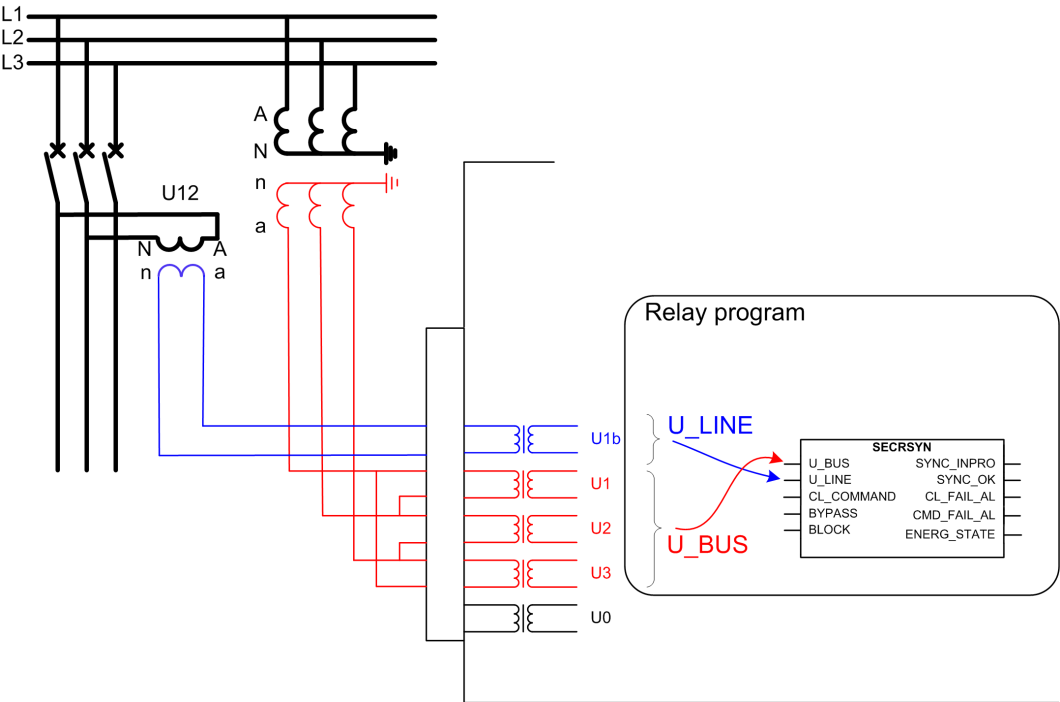 L1
L2
L3
A
N
n
a
U12
N
A
n
a
Relay program
U_LINE
U_BUS
U1b
U1
U2
U3
U0
SECRSYN
U_BUS SYNC_INPRO
U_LINE SYNC_OK
CL_COMMAND CL_FAIL_AL
BYPASS CMD_FAIL_AL
BLOCK ENERG_STATE